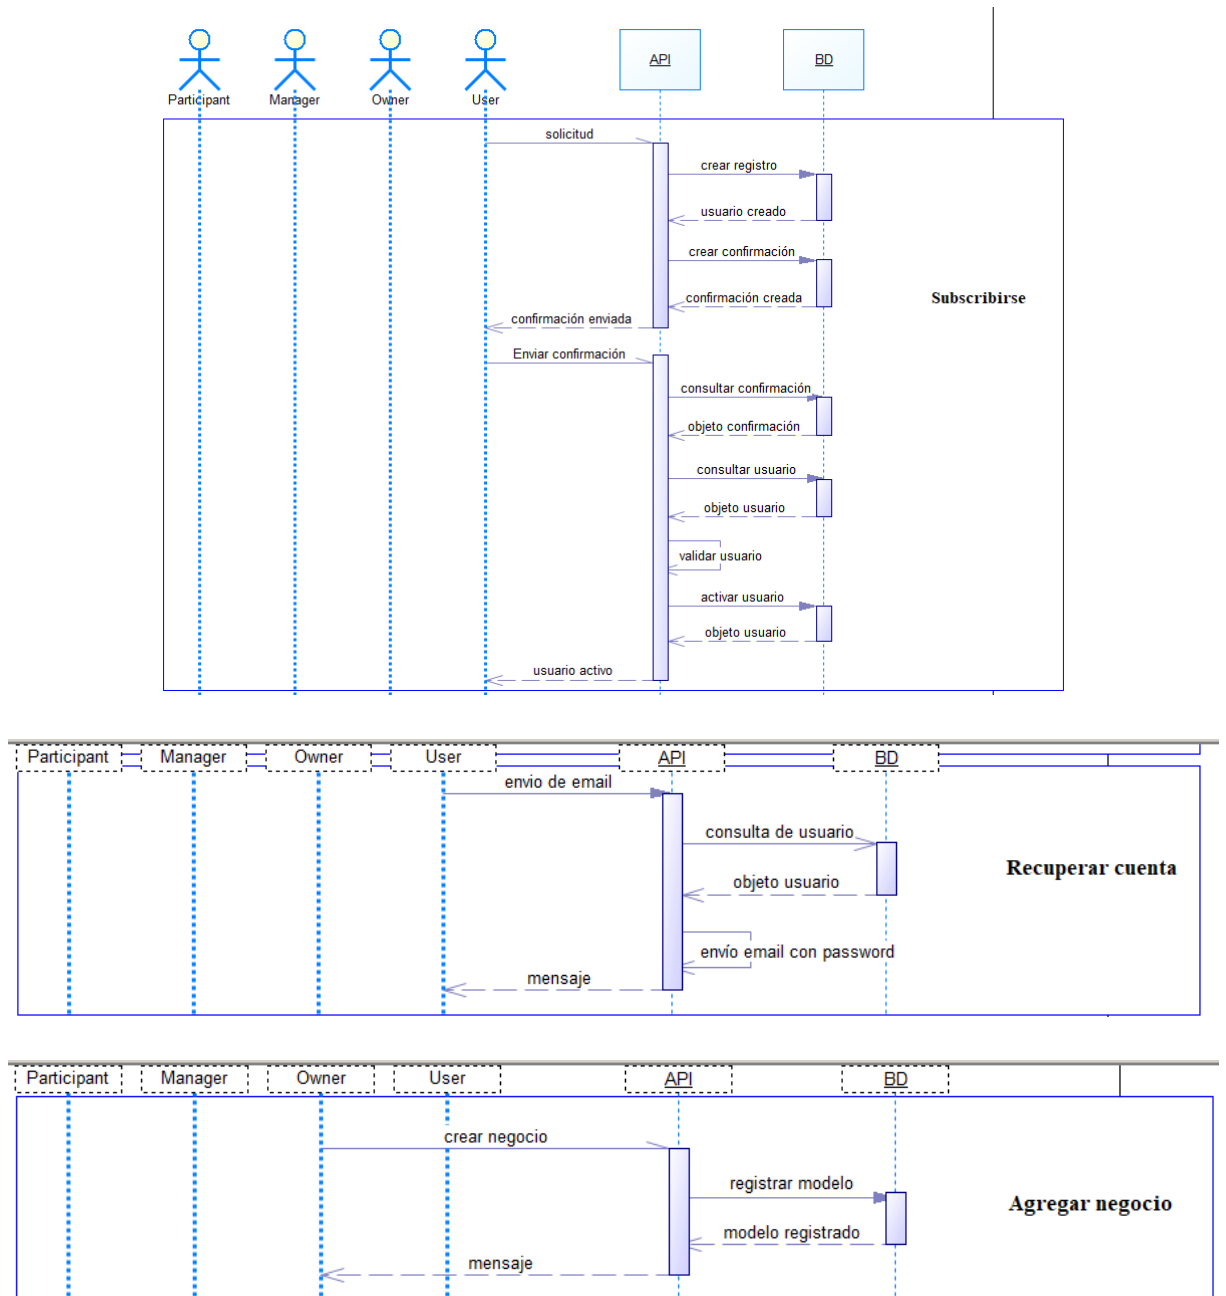 Participant
Manager
Owner
User
API
BD
solicitud
crear registro
usuario creado
crear confirmación
confirmación creada
Subscribirse
confirmación enviada
Enviar confirmación
consultar confirmación
objeto confirmación
consultar usuario
objeto usuario
validar usuario
activar usuario
objeto usuario
usuario activo
Participant
Manager
Owner
User
API
BD
envio de email
consulta de usuario
Recuperar cuenta
objeto usuario
envío email con password
mensaje
Participant
Manager
Owner
User
API
BD
crear negocio
registrar modelo
Agregar negocio
modelo registrado
mensaje